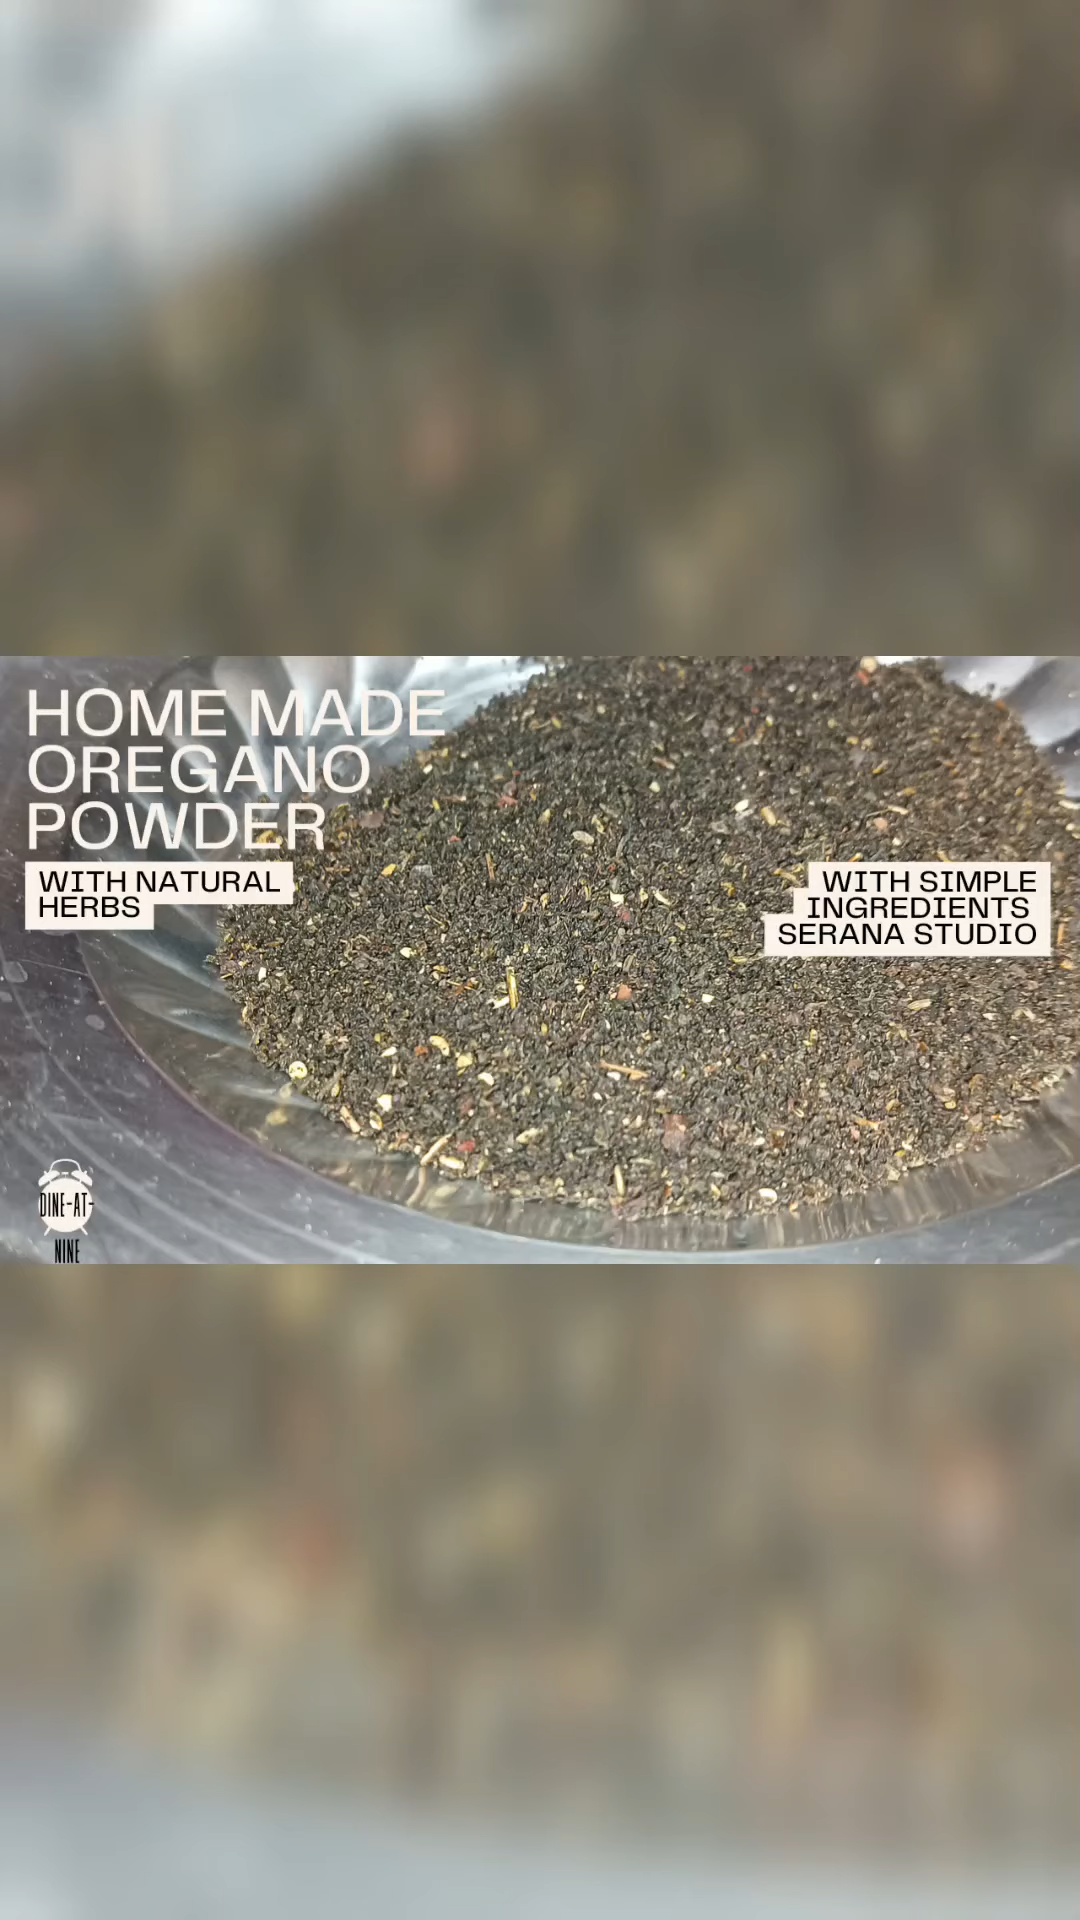 HOME MADE
OREGANO
POWDER
WITH NATURAL
HERBS
WITH SIMPLE
INGREDIENTS
SERANA STUDIO
DINE-AT-
NINE